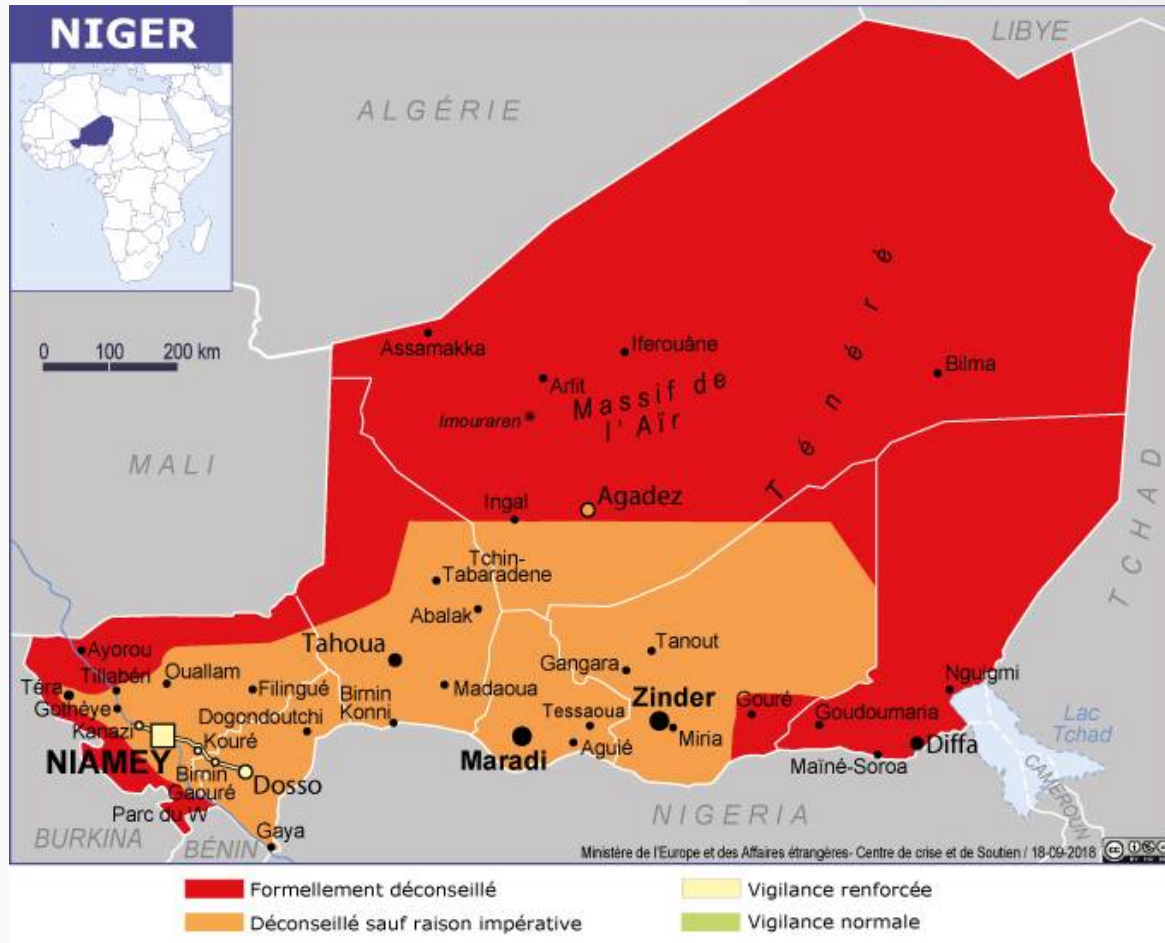 NIGER
LIBYE
ALGÉRIE
0 100 200 km
Assamakka
Iferouâne
Bilma
Arlit
Massif de
l'Aïr
Imouraren
Ténéré
MALI
TCHAD
Ingal
Agadez
Tchin-
Tabaradene
Abalak
Tahoua
Tanout
Gangara
Ayorou
Ouallam
Tillabéri
Téra
Filingué
Madaoua
Nguigmi
Gothèye
Birnin
Konni
Zinder
Gouré
Dogondoutchi
Tessaoua
Goudoumaria
Lac
Tchad
Kanazi
Kouré
Miria
NIAMEY
Maradi
Aguié
Diffa
Maïné-Soroa
Birnin
Gaouré
Dosso
CAMEROUN
Parc du W
NIGERIA
BURKINA
BÉNIN
Gaya
Ministère de l'Europe et des Affaires étrangères- Centre de crise et de Soutien / 18-09-2018
cc
Formellement déconseillé
Vigilance renforcée
Déconseillé sauf raison impérative
Vigilance normale